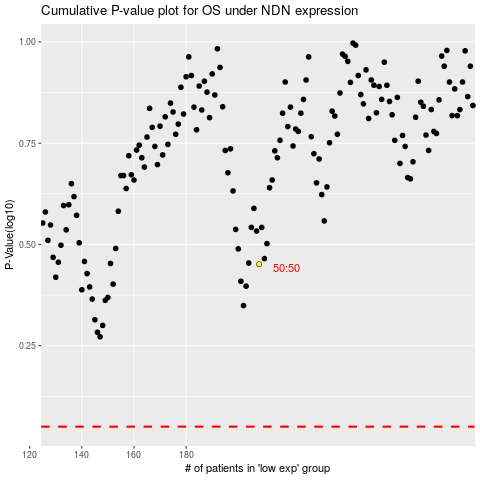 Cumulative P-value plot for OS under NDN expression
P-Value(log10)
1.00
0.75
0.50
0.25
50:50
120 140 160 180
# of patients in 'low exp' group